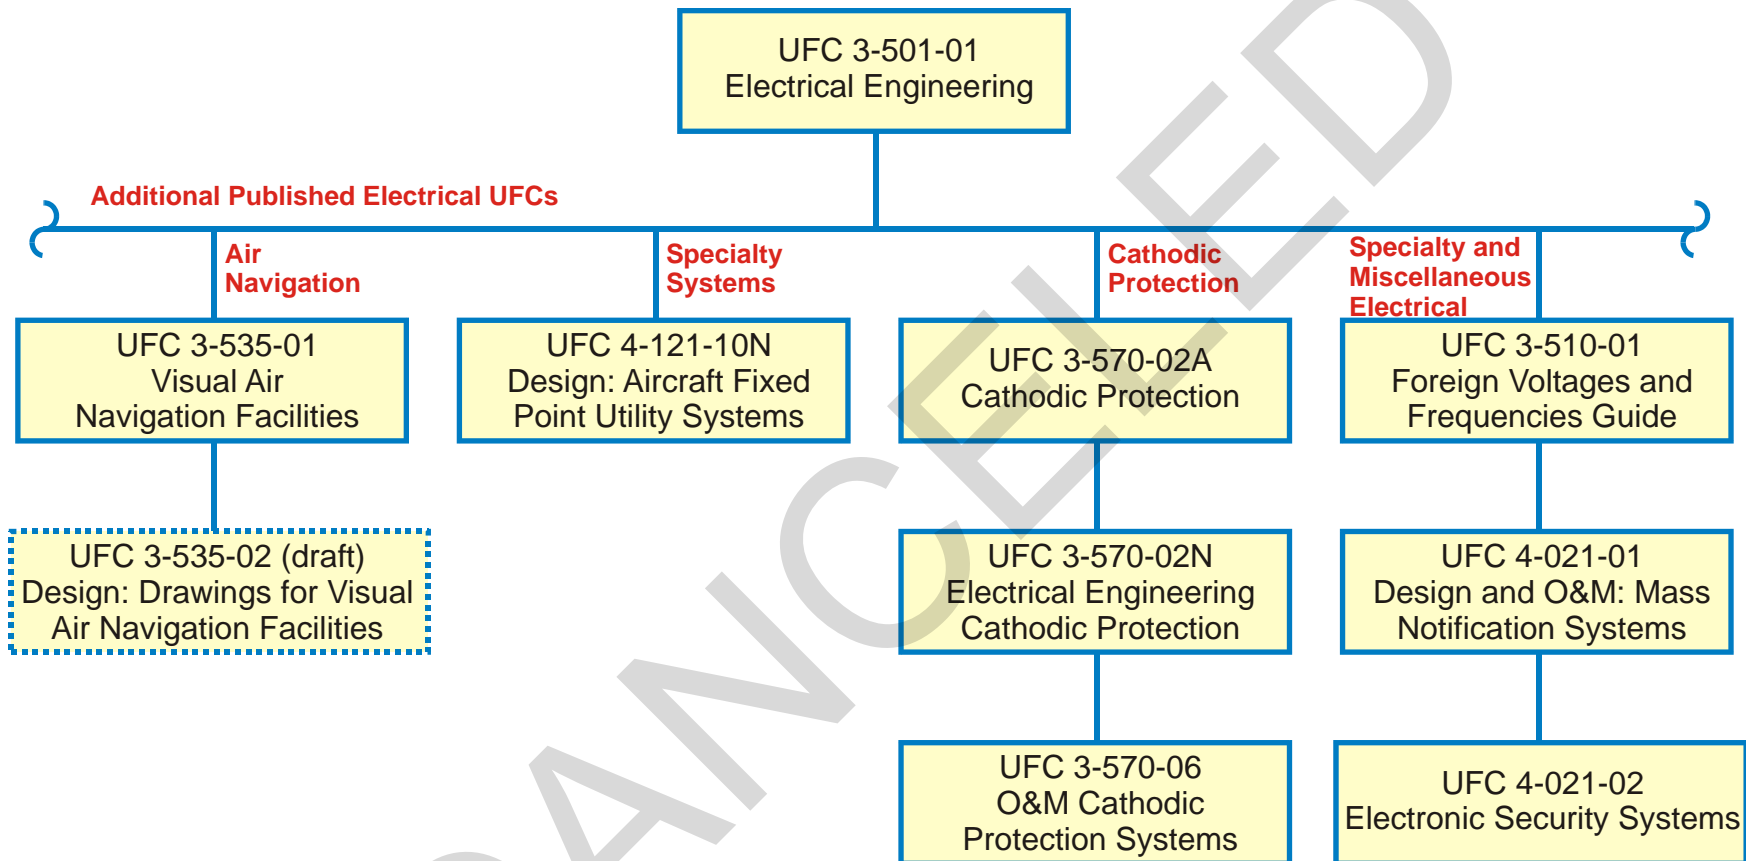 UFC 3-501-01
Electrical Engineering
Additional Published Electrical UFCs
Air
Navigation
Specialty
Systems
Cathodic
Protection
Specialty and
Miscellaneous
Electrical
UFC 3-535-01
Visual Air
Navigation Facilities
UFC 4-121-10N
Design: Aircraft Fixed
Point Utility Systems
UFC 3-570-02A
Cathodic Protection
UFC 3-510-01
Foreign Voltages and
Frequencies Guide
UFC 3-535-02 (draft)
Design: Drawings for Visual
Air Navigation Facilities
UFC 3-570-02N
Electrical Engineering
Cathodic Protection
UFC 4-021-01
Design and O&M: Mass
Notification Systems
UFC 3-570-06
O&M Cathodic
Protection Systems
UFC 4-021-02
Electronic Security Systems
CANCELED